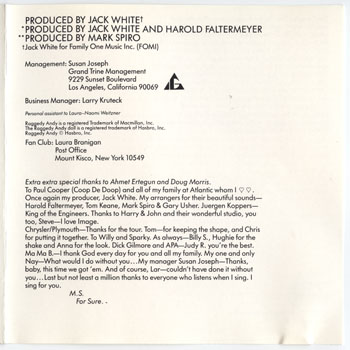 PRODUCED BY JACK WHITE†
*PRODUCED BY JACK WHITE AND HAROLD FALTERMEYER
**PRODUCED BY MARK SPIRO
†Jack White for Family One Music Inc. (FOMI)
Management: Susan Joseph
Grand Trine Management
9229 Sunset Boulevard
Los Angeles, California 90069
Business Manager: Larry Kruteck
Personal assistant to Laura–Naomi Weitzner
Raggedy Andy is a registered Trademark of Macmillan, Inc.
The Raggedy Andy doll is a registered trademark of Hasbro, Inc.
Raggedy Andy © Hasbro, Inc.
Fan Club: Laura Branigan
Post Office
Mount Kisco, New York 10549
Extra extra special thanks to Ahmet Ertegun and Doug Morris.
To Paul Cooper (Coop De Doop) and all of my family at Atlantic whom I ♡ ♡.
Once again my producer, Jack White. My arrangers for their beautiful sounds—
Harold Faltermeyer, Tom Keane, Mark Spiro & Gary Usher. Juergen Koppers—
King of the Engineers. Thanks to Harry & John and their wonderful studio, you
too, Steve—I love Image.
Chrysler/Plymouth—Thanks for the tour. Tom—for keeping the shape, and Chris
for putting it together. To Willy and Sparky. As always—Billy S., Hughie for the
shake and Anna for the look. Dick Gilmore and APA—Judy R. you're the best.
Ma Ma B.—I thank God every day for you and all my family. My one and only
Nay—What would I do without you...My manager Susan Joseph—Thanks,
baby, this time we got 'em. And of course, Lar—couldn't have done it without
you...Last but not least a million thanks to everyone who listens when I sing. I
sing for you.
M.S.
For Sure. -